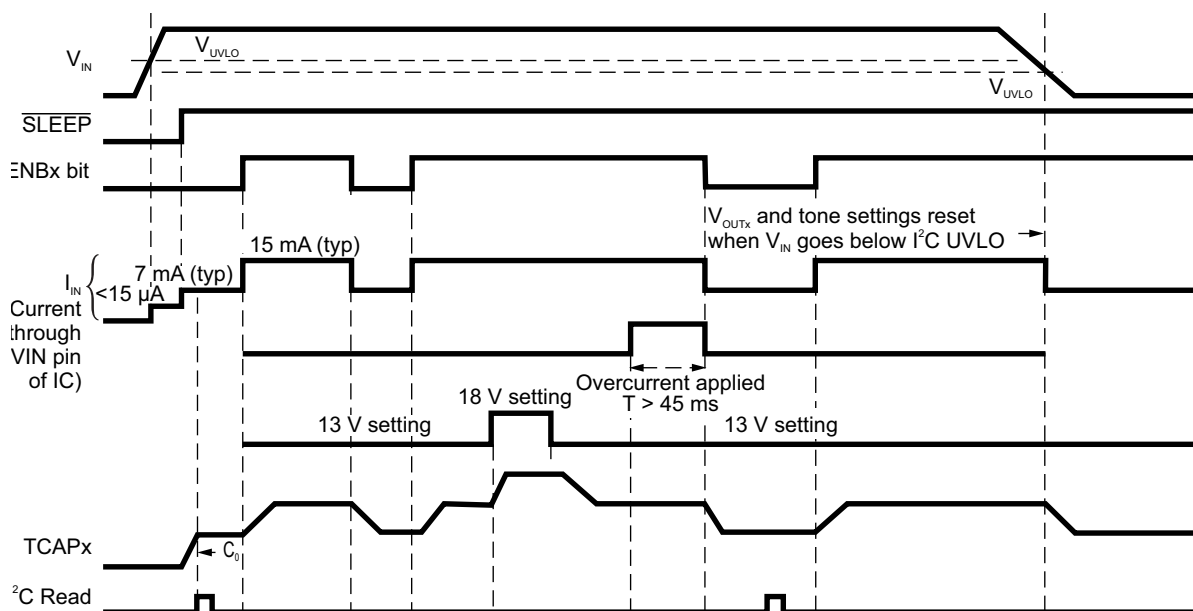 VUVLO
VIN
VUVLO
SLEEP
ENBx bit
VOUTx and tone settings reset
when VIN goes below I²C UVLO
15 mA (typ)
7 mA (typ)
IIN
<15 µA
Current
through
VIN pin
of IC)
Overcurrent applied
T > 45 ms
18 V setting
13 V setting
13 V setting
C0
TCAPx
²C Read